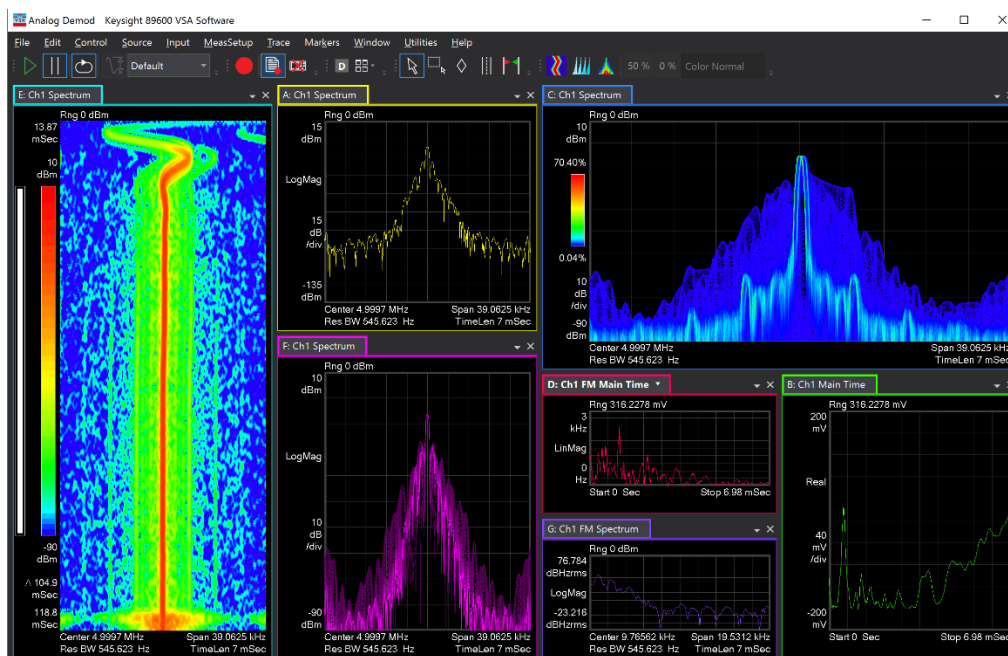 Analog Demod Keysight 89600 VSA Software
File Edit Control Source Input MeasSetup Trace Markers Window Utilities Help
Default
D
50 % 0 % Color Normal
E: Ch1 Spectrum
Rng 0 dBm
13.87
mSec
10
dBm
-90
dBm
Λ 104.9
mSec
118.8
mSec
Center 4.9997 MHz Span 39.0625 kHz
Res BW 545.623 Hz TimeLen 7 mSec
A: Ch1 Spectrum
Rng 0 dBm
15
dBm
LogMag
15
dB
/div
-135
dBm
Center 4.9997 MHz Span 39.0625 kHz
Res BW 545.623 Hz TimeLen 7 mSec
F: Ch1 Spectrum
Rng 0 dBm
10
dBm
LogMag
10
dB
/div
-90
dBm
Center 4.9997 MHz Span 39.0625 kHz
Res BW 545.623 Hz TimeLen 7 mSec
C: Ch1 Spectrum
Rng 0 dBm
10
dBm
70.40%
0.04%
10
dB
/div
-90
dBm
Center 4.9997 MHz Span 39.0625 kHz
Res BW 545.623 Hz TimeLen 7 mSec
D: Ch1 FM Main Time
Rng 316.2278 mV
3
kHz
LinMag
0
Hz
Start 0 Sec Stop 6.98 mSec
G: Ch1 FM Spectrum
Rng 0 dBm
76.784
dBHzrms
LogMag
-23.216
dBHzrms
Center 9.76562 kHz Span 19.5312 kHz
Res BW 545.623 Hz TimeLen 7 mSec
B: Ch1 Main Time
Rng 316.2278 mV
200
mV
Real
40
mV
/div
-200
mV
Start 0 Sec Stop 6.98 mSec